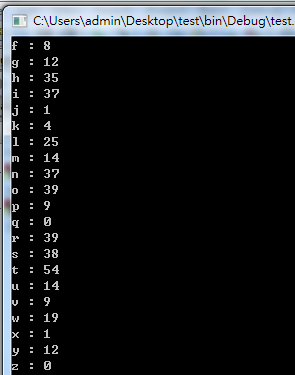 C:\Users\admin\Desktop\test\bin\Debug\test.
f : 8
g : 12
h : 35
i : 37
j : 1
k : 4
l : 25
m : 14
n : 37
o : 39
p : 9
q : 0
r : 39
s : 38
t : 54
u : 14
v : 9
w : 19
x : 1
y : 12
z : 0